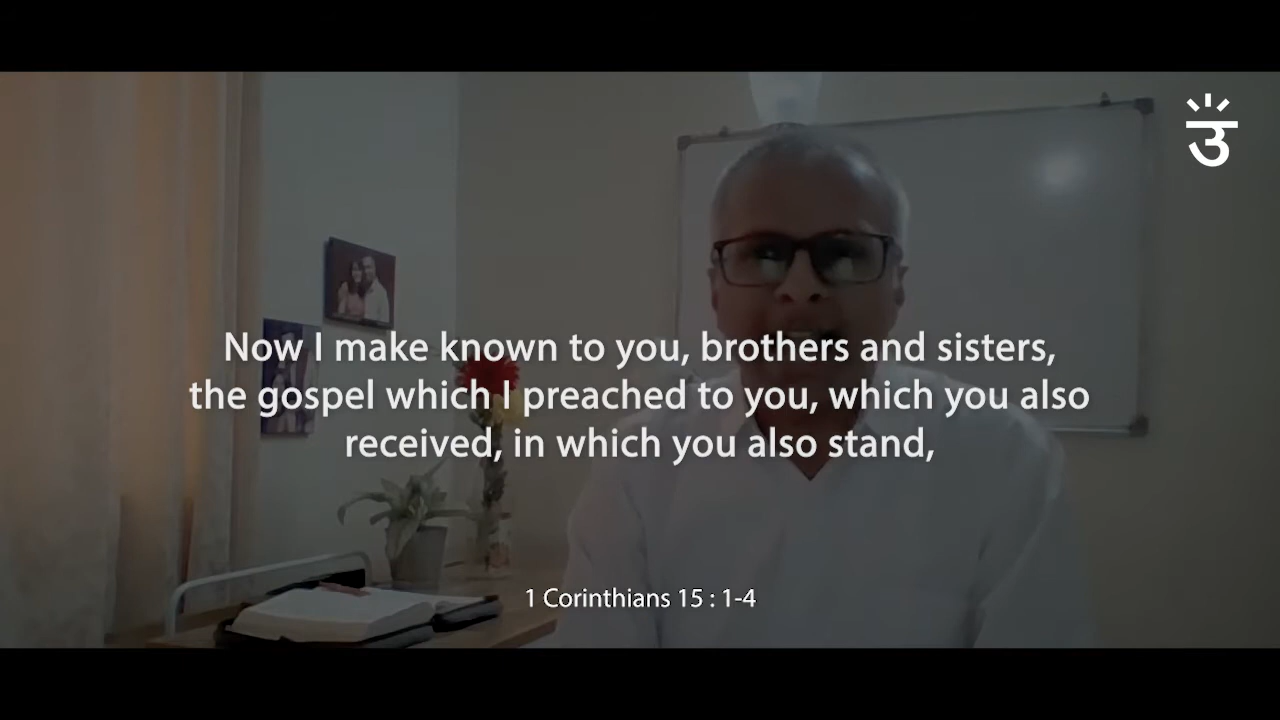 उ
Now I make known to you, brothers and sisters,
the gospel which I preached to you, which you also
received, in which you also stand,
1 Corinthians 15 : 1-4